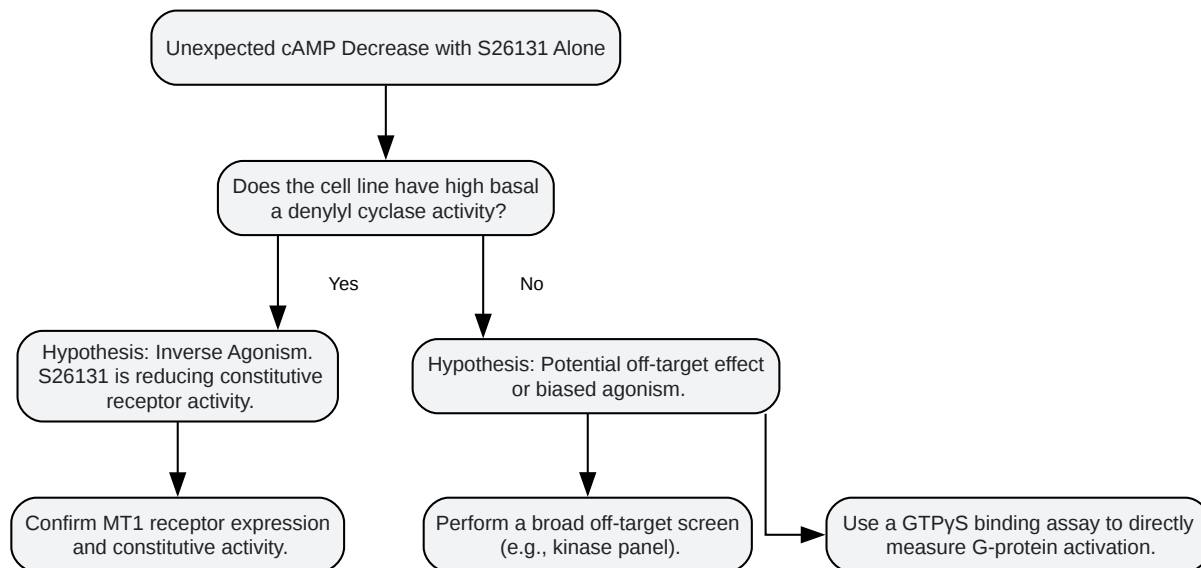 Unexpected cAMP Decrease with S26131 Alone
Does the cell line have high basal
a denylyl cyclase activity?
Yes
No
Hypothesis: Inverse Agonism.
S26131 is reducing constitutive
receptor activity.
Hypothesis: Potential off-target effect
or biased agonism.
Confirm MT1 receptor expression
and constitutive activity.
Perform a broad off-target screen
(e.g., kinase panel).
Use a GTPγS binding assay to directly
measure G-protein activation.